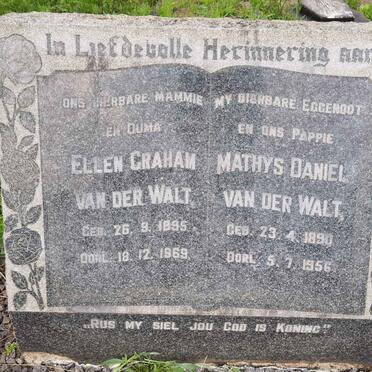 In Liefdevolle Herinnering aan
ONS DIERBARE MAMMIE
EN OUMA
ELLEN GRAHAM
VAN DER WALT,
GEB. 26. 9. 1895.
OORL. 18. 12. 1969.
MY DIERBARE EGGENOOT
EN ONS PAPPIE
MATHYS DANIEL
VAN DER WALT,
GEB. 23. 4. 1890
OORL. 5. 7. 1956.
„RUS MY SIEL JOU GOD IS KONING"